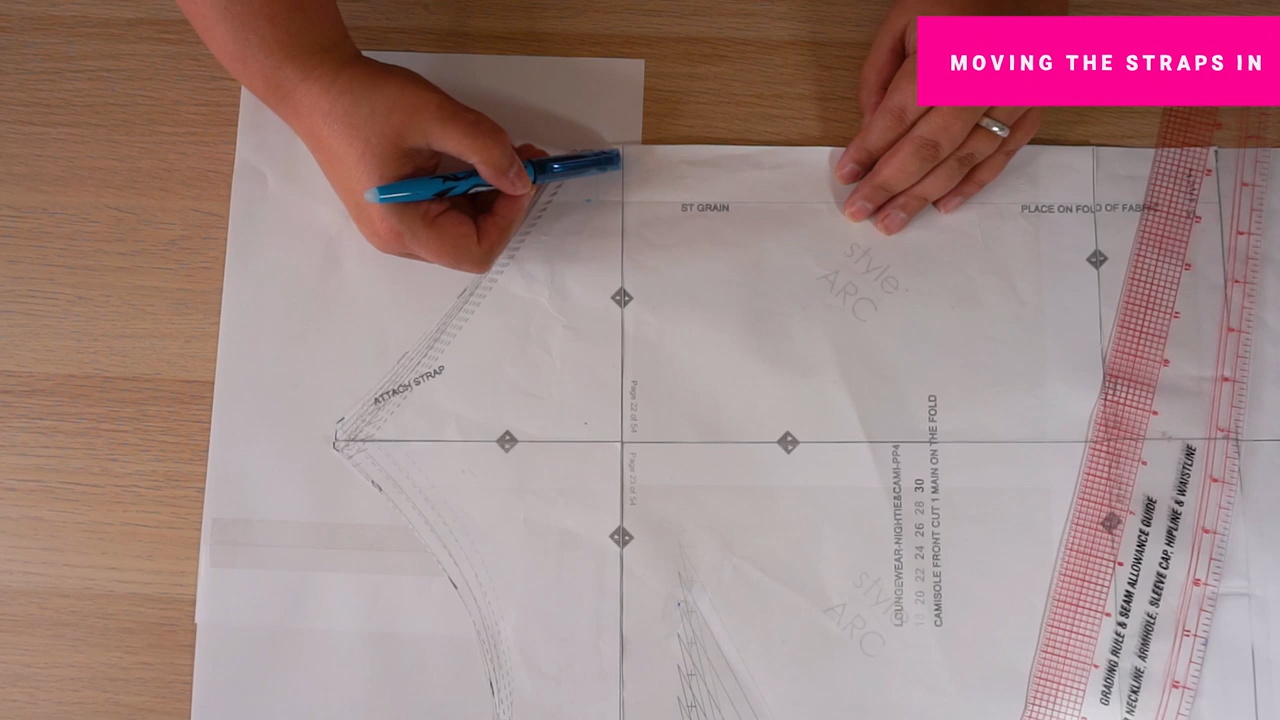 MOVING THE STRAPS IN
ST GRAIN
PLACE ON FOLD OF FABRIC
style.
ARC
ATTACH STRAP
Page 22 of 54
Page 23 of 54
LOUNGEWEAR-NIGHTIE&CAMI-PP4
18 20 22 24 26 28 30
CAMISOLE FRONT CUT 1 MAIN ON THE FOLD
style
ARC
GRADING RULE & SEAM ALLOWANCE GUIDE
NECKLINE, ARMHOLE, SLEEVE CAP, HIPLINE & WAISTLINE